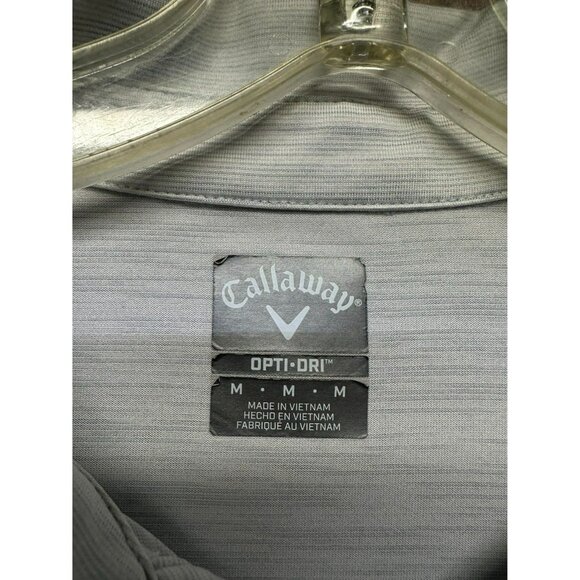 Callaway®
OPTI•DRI™
M • M • M
MADE IN VIETNAM
HECHO EN VIETNAM
FABRIQUÉ AU VIETNAM